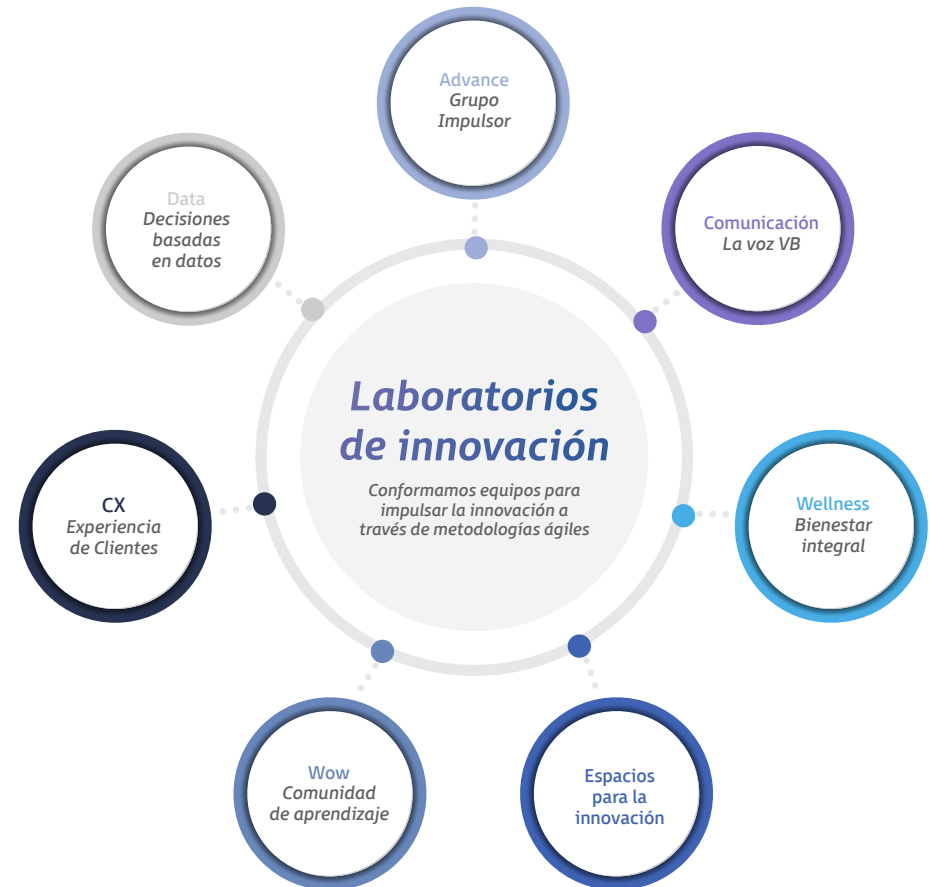 Advance
Grupo
Impulsor
Comunicación
La voz VB
Wellness
Bienestar
integral
Espacios
para la
innovación
Wow
Comunidad
de aprendizaje
CX
Experiencia
de Clientes
Data
Decisiones
basadas
en datos
Laboratorios
de innovación
Conformamos equipos para
impulsar la innovación a
través de metodologías ágiles